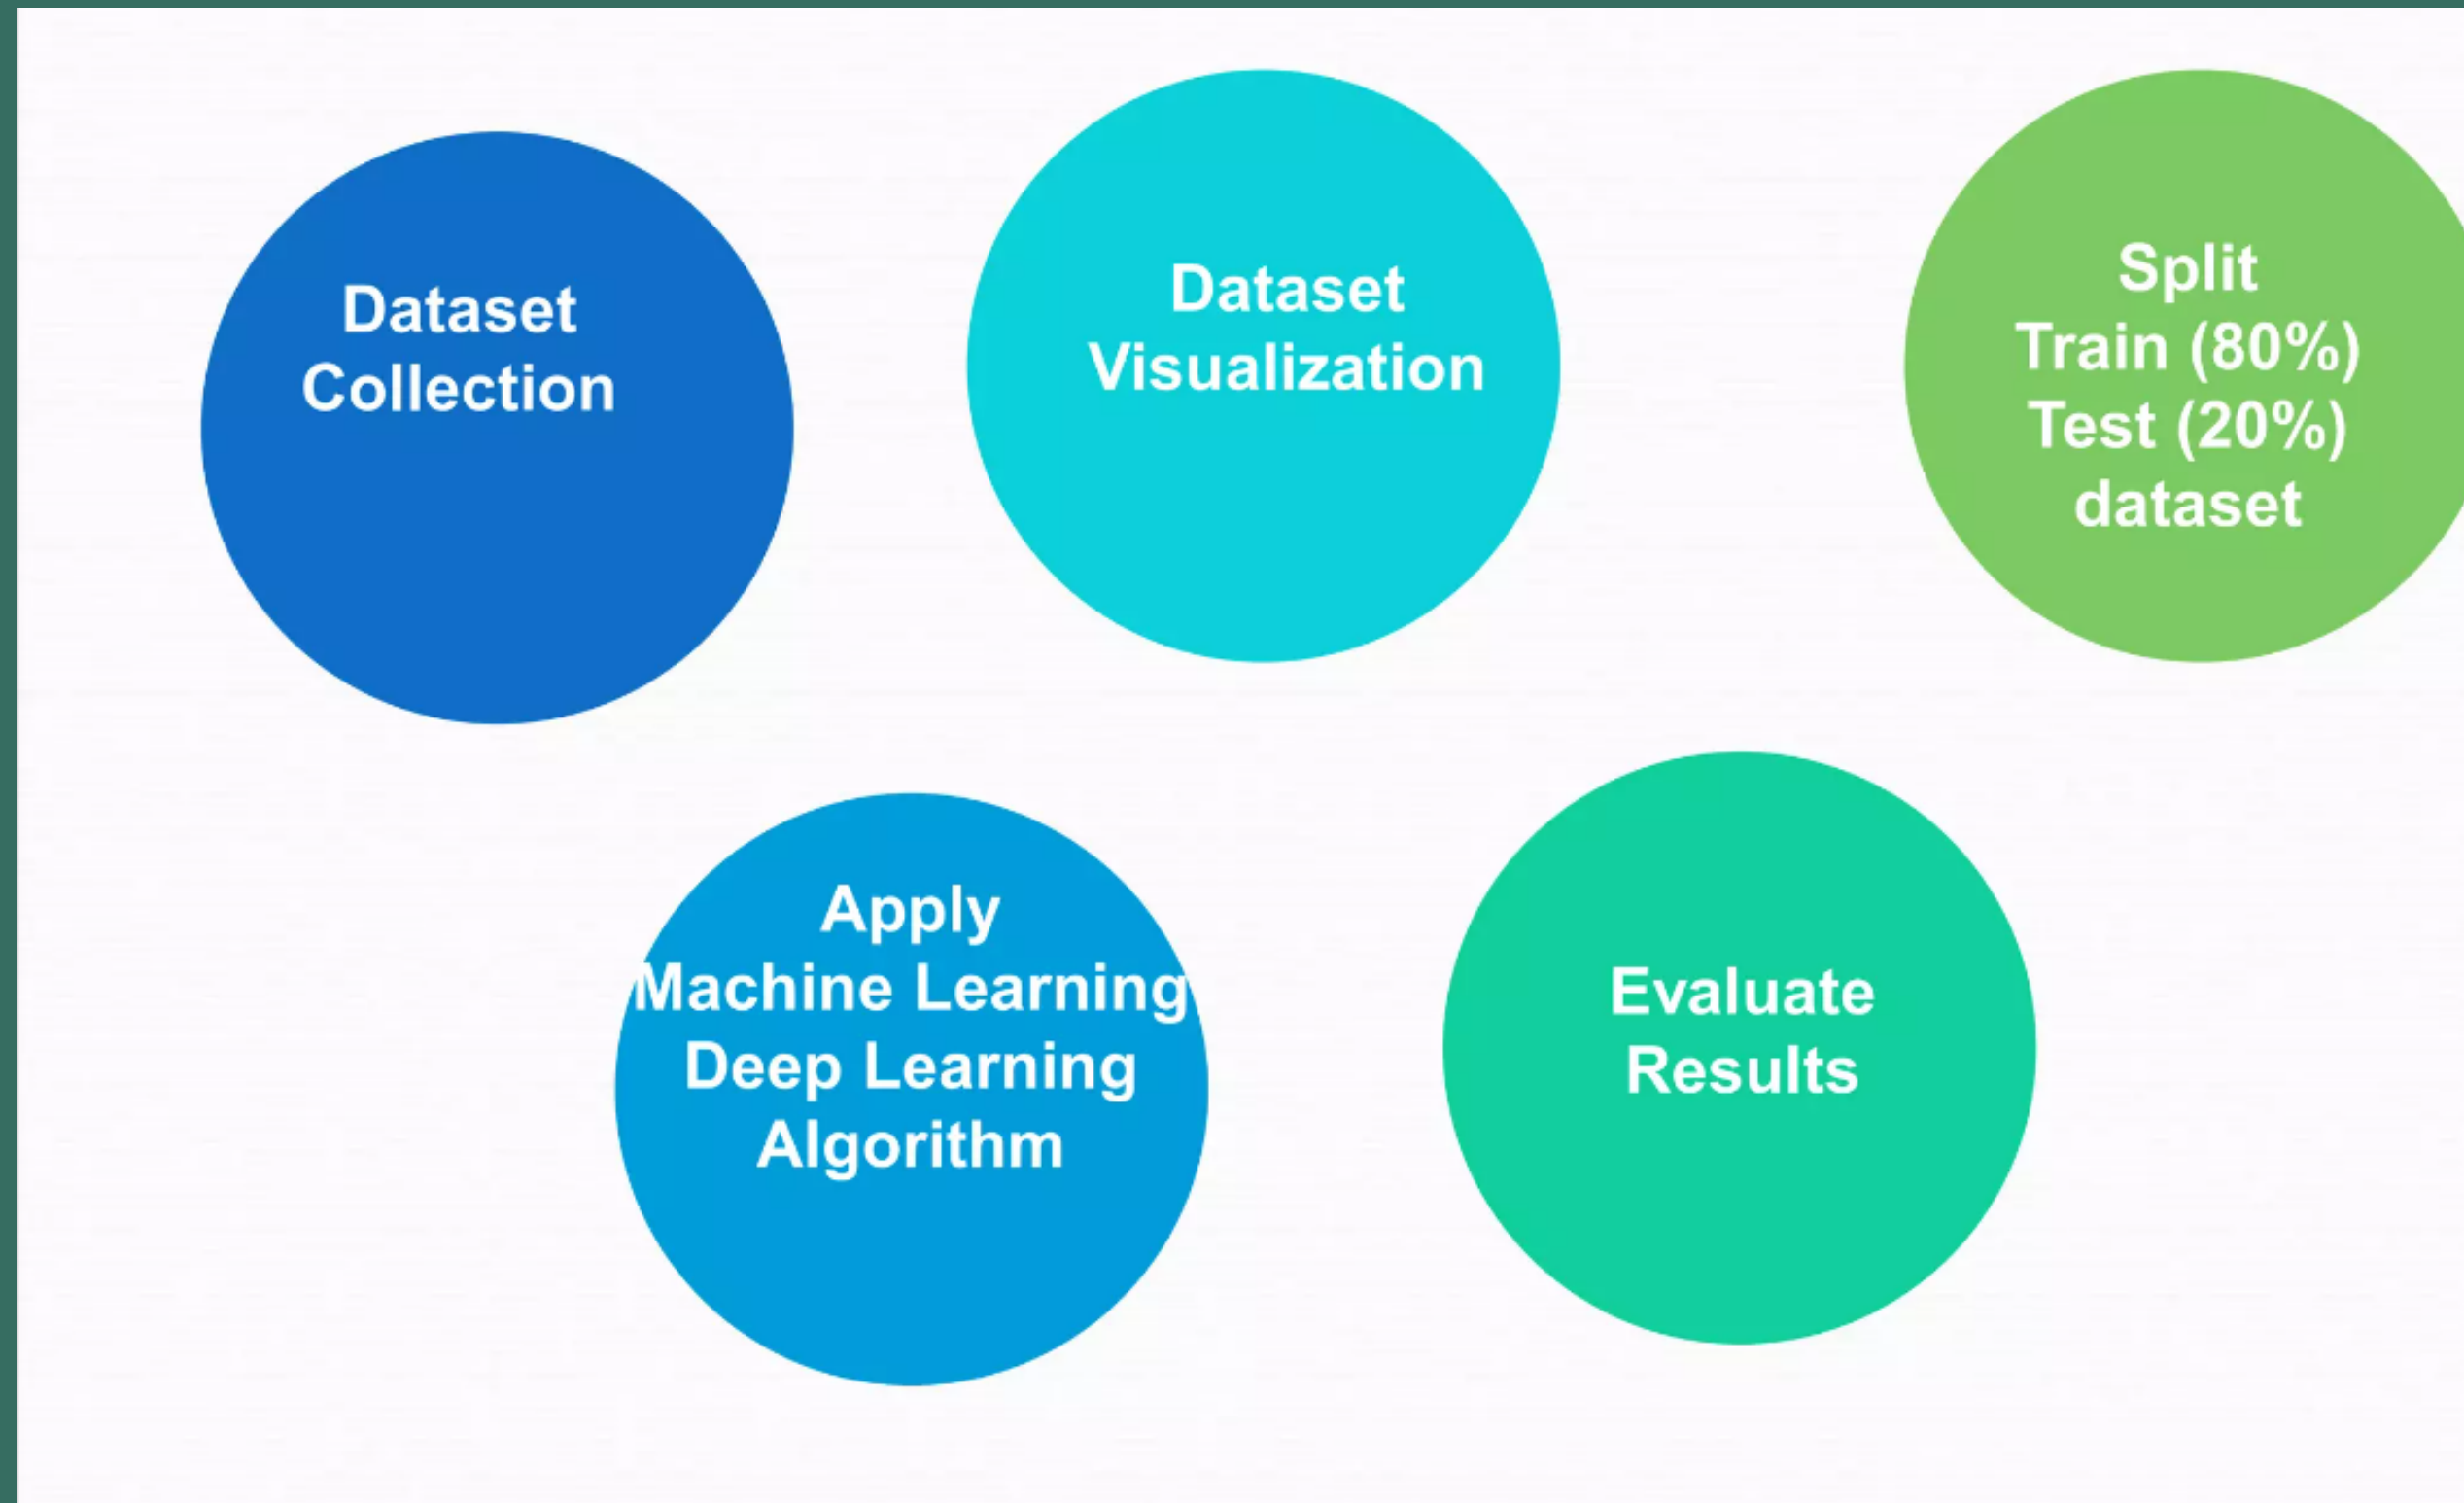 Dataset
Collection
Dataset
Visualization
Split
Train (80%)
Test (20%)
dataset
Apply
Machine Learning
Deep Learning
Algorithm
Evaluate
Results